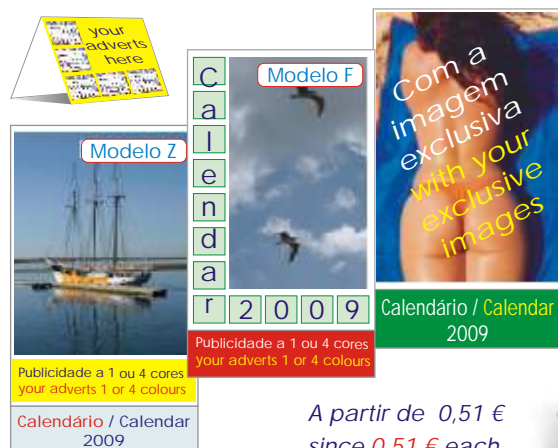 your
adverts
here
Modelo Z
Publicidade a 1 ou 4 cores
your adverts 1 or 4 colours
Calendário / Calendar
2009
Calendar
Modelo F
2009
Publicidade a 1 ou 4 cores
your adverts 1 or 4 colours
Com a
imagem
exclusiva
with your
exclusive
images
Calendário / Calendar
2009
A partir de 0,51 €
since 0,51 € each